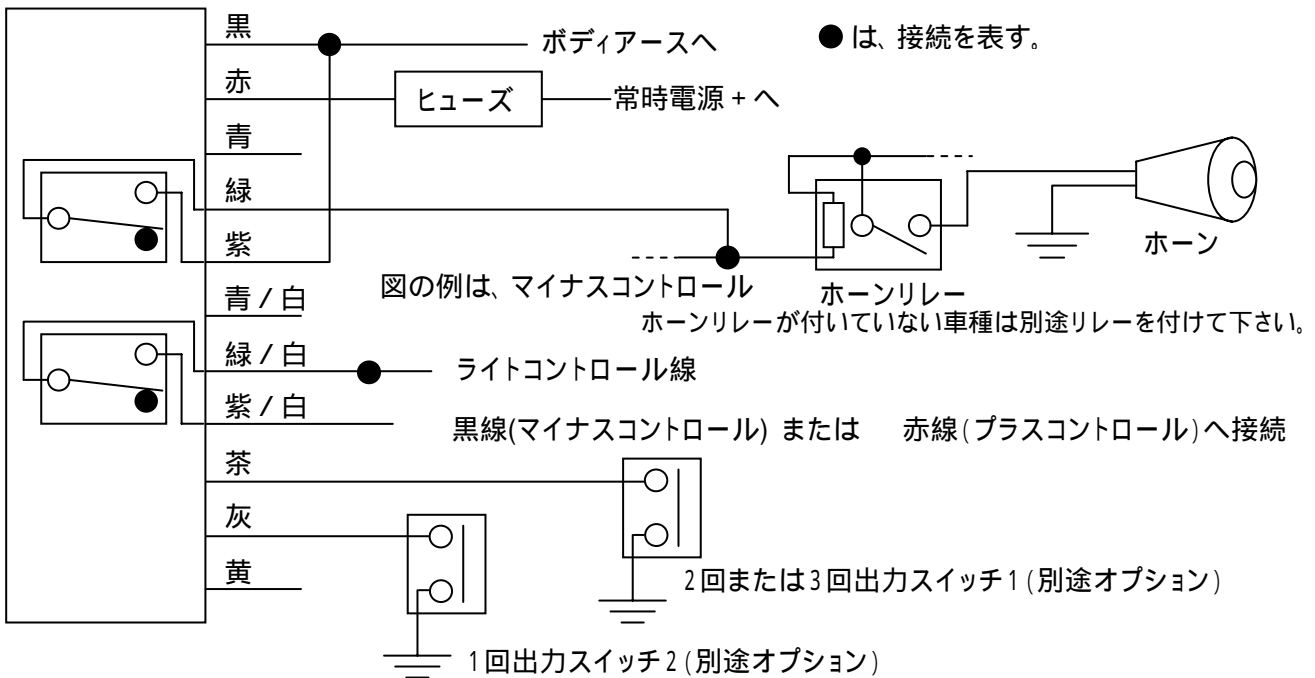 黒
ボディアースへ
●は、接続を表す。
赤
ヒューズ
常時電源+へ
青
緑
紫
ホーン
図の例は、マイナスコントロール
ホーンリレー
青/白
ホーンリレーが付いていない車種は別途リレーを付けて下さい。
緑/白
ライトコントロール線
紫/白
黒線(マイナスコントロール) または 赤線(プラスコントロール)へ接続
茶
灰
黄
2回または3回出力スイッチ1(別途オプション)
1回出力スイッチ2(別途オプション)